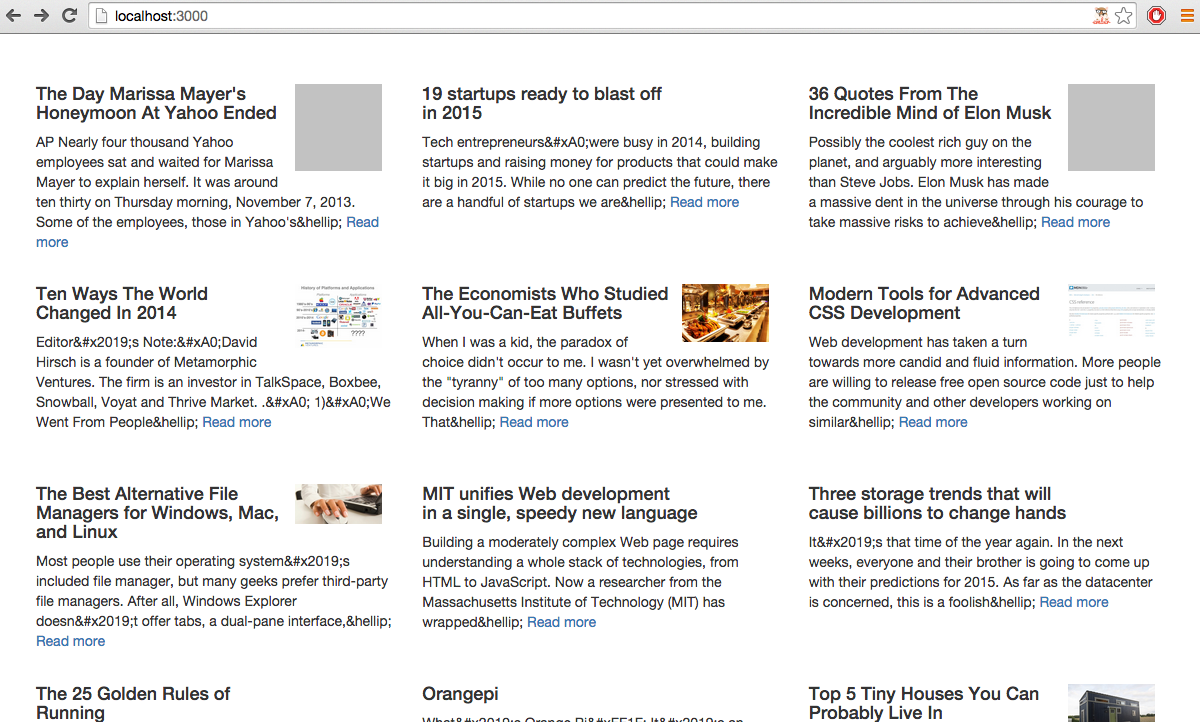 localhost:3000
The Day Marissa Mayer's
Honeymoon At Yahoo Ended
AP Nearly four thousand Yahoo
employees sat and waited for Marissa
Mayer to explain herself. It was around
ten thirty on Thursday morning, November 7, 2013.
Some of the employees, those in Yahoo's&hellip; Read
more
19 startups ready to blast off
in 2015
Tech entrepreneurs&#xA0;were busy in 2014, building
startups and raising money for products that could make
it big in 2015. While no one can predict the future, there
are a handful of startups we are&hellip; Read more
36 Quotes From The
Incredible Mind of Elon Musk
Possibly the coolest rich guy on the
planet, and arguably more interesting
than Steve Jobs. Elon Musk has made
a massive dent in the universe through his courage to
take massive risks to achieve&hellip; Read more
Ten Ways The World
Changed In 2014
History of Platforms and Applications
????
Editor&#x2019;s Note:&#xA0;David
Hirsch is a founder of Metamorphic
Ventures. The firm is an investor in TalkSpace, Boxbee,
Snowball, Voyat and Thrive Market. .&#xA0; 1)&#xA0;We
Went From People&hellip; Read more
The Economists Who Studied
All-You-Can-Eat Buffets
When I was a kid, the paradox of
choice didn't occur to me. I wasn't yet overwhelmed by
the "tyranny" of too many options, nor stressed with
decision making if more options were presented to me.
That&hellip; Read more
Modern Tools for Advanced
CSS Development
CSS reference
Web development has taken a turn
towards more candid and fluid information. More people
are willing to release free open source code just to help
the community and other developers working on
similar&hellip; Read more
The Best Alternative File
Managers for Windows, Mac,
and Linux
Most people use their operating system&#x2019;s
included file manager, but many geeks prefer third-party
file managers. After all, Windows Explorer
doesn&#x2019;t offer tabs, a dual-pane interface,&hellip;
Read more
MIT unifies Web development
in a single, speedy new language
Building a moderately complex Web page requires
understanding a whole stack of technologies, from
HTML to JavaScript. Now a researcher from the
Massachusetts Institute of Technology (MIT) has
wrapped&hellip; Read more
Three storage trends that will
cause billions to change hands
It&#x2019;s that time of the year again. In the next
weeks, everyone and their brother is going to come up
with their predictions for 2015. As far as the datacenter
is concerned, this is a foolish&hellip; Read more
The 25 Golden Rules of
Running
Orangepi
What&#x2019;s Orange Pi&#xFF1F; It&#x2019;s an
Top 5 Tiny Houses You Can
Probably Live In